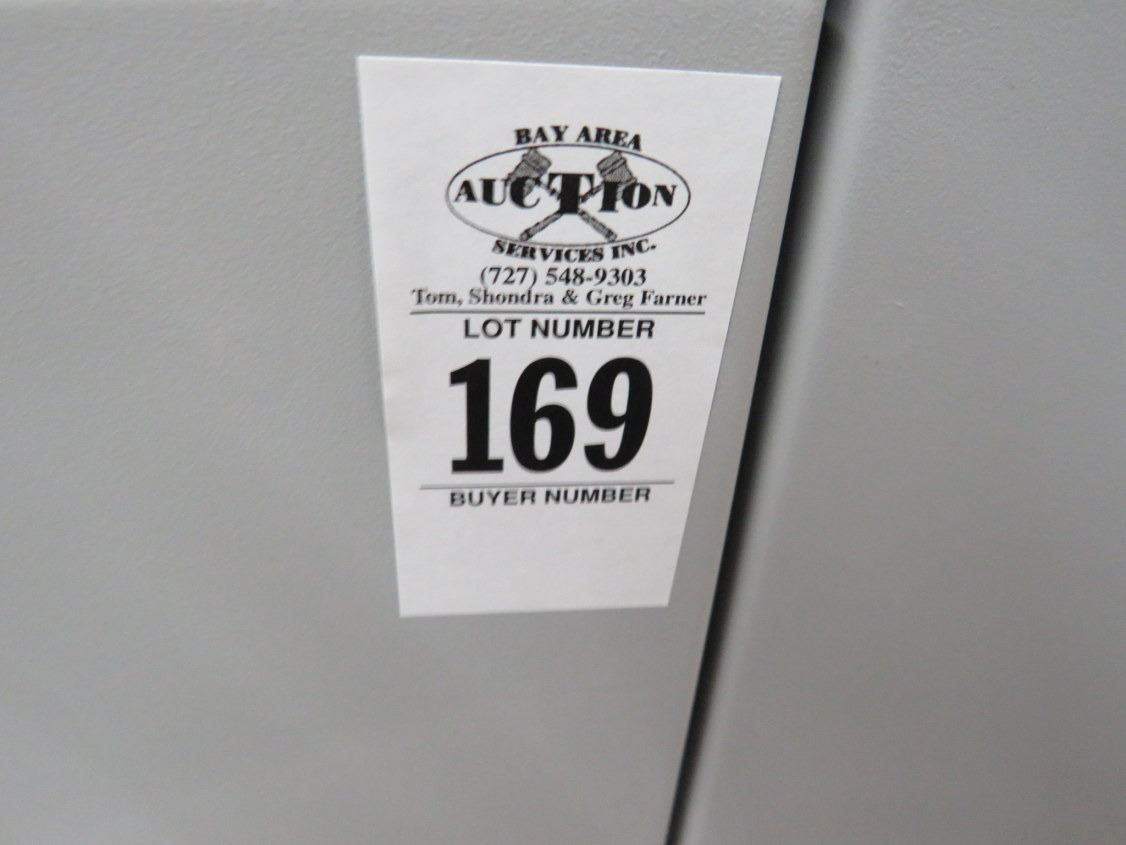 BAY AREA
AUCTION
SERVICES INC.
(727) 548-9303
Tom, Shondra & Greg Farner
LOT NUMBER
169
BUYER NUMBER